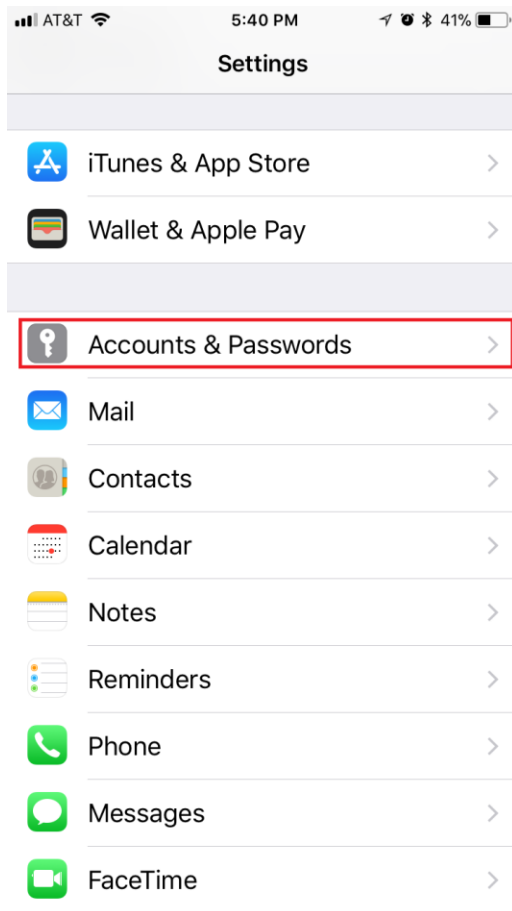 AT&T 5:40 PM 41%
Settings
iTunes & App Store
Wallet & Apple Pay
Accounts & Passwords
Mail
Contacts
Calendar
Notes
Reminders
Phone
Messages
FaceTime